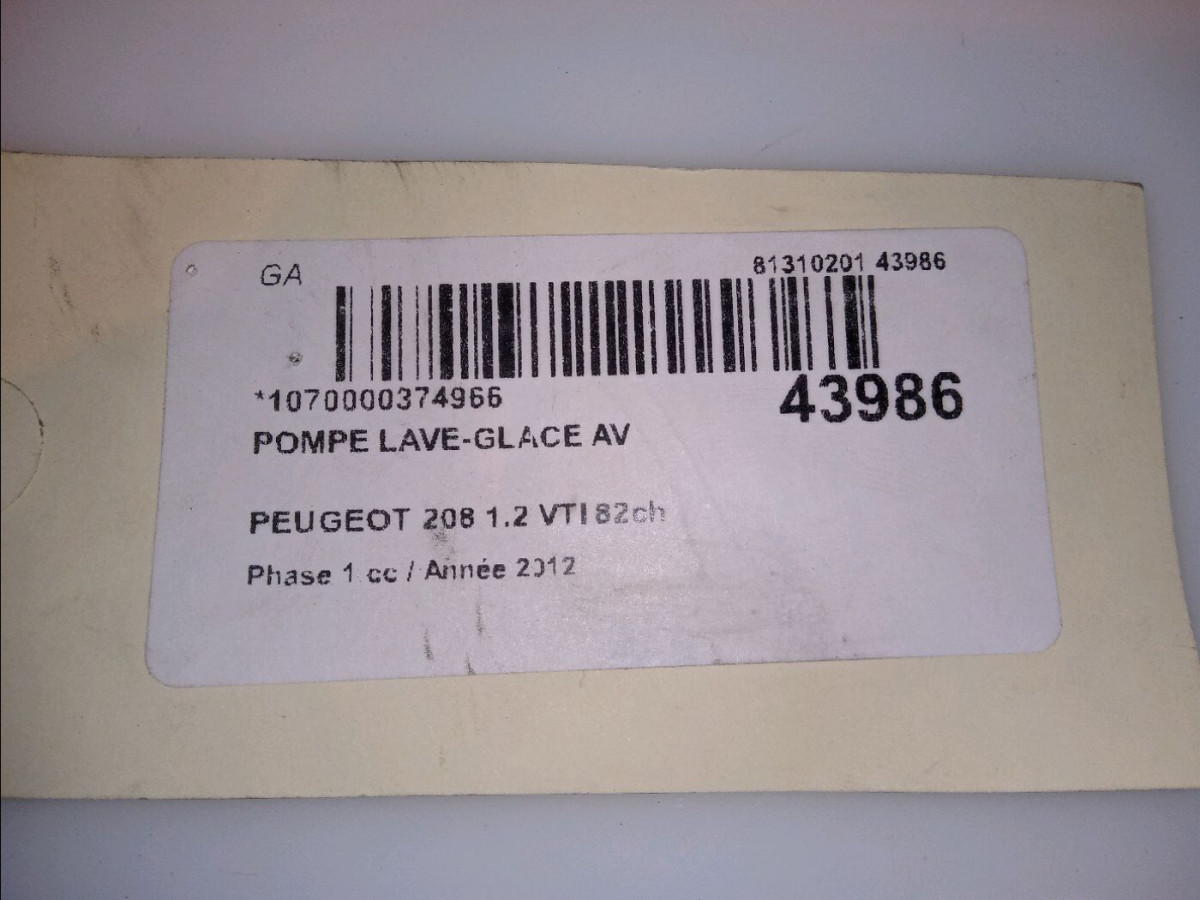 GA
81310201 43986
*1070000374966
43986
POMPE LAVE-GLACE AV
PEUGEOT 208 1.2 VTI 82ch
Phase 1 cc / Année 2012